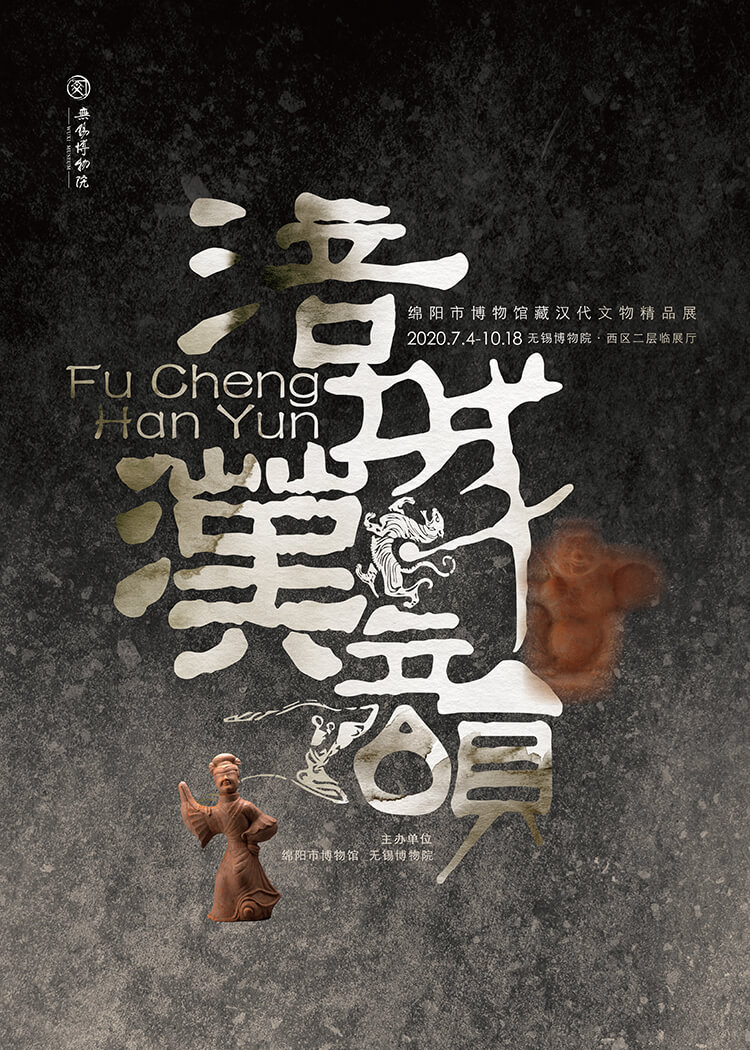 無錫博物院
WUXI MUSEUM
涪城
漢韻
绵阳市博物馆藏汉代文物精品展
2020.7.4-10.18 无锡博物院·西区二层临展厅
Fu Cheng
Han Yun
主办单位
绵阳市博物馆 无锡博物院